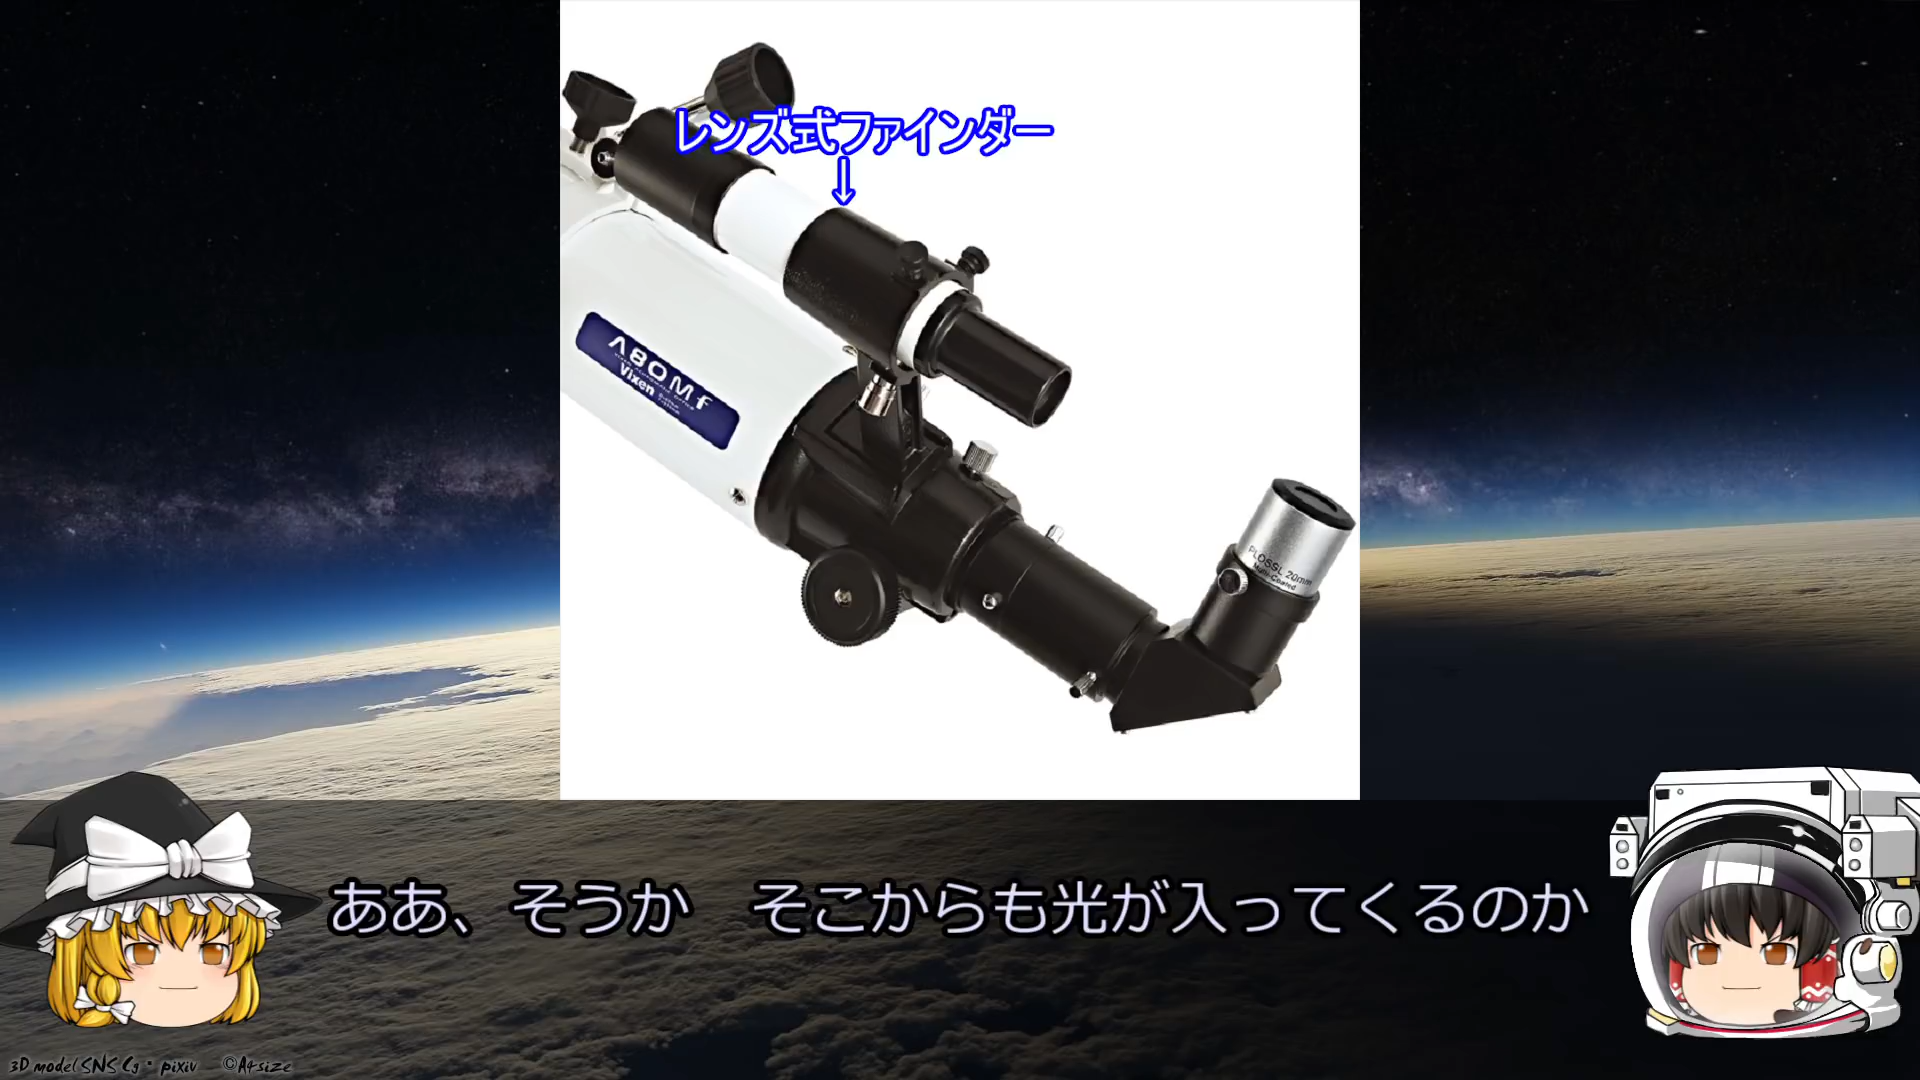 レンズ式ファインダー
↓
A80Mf
Vixen
PLOSSL 20mm
Multi-Coated
ああ、そうか　そこからも光が入ってくるのか
3D model SNS Cg・pixiv ©A4size